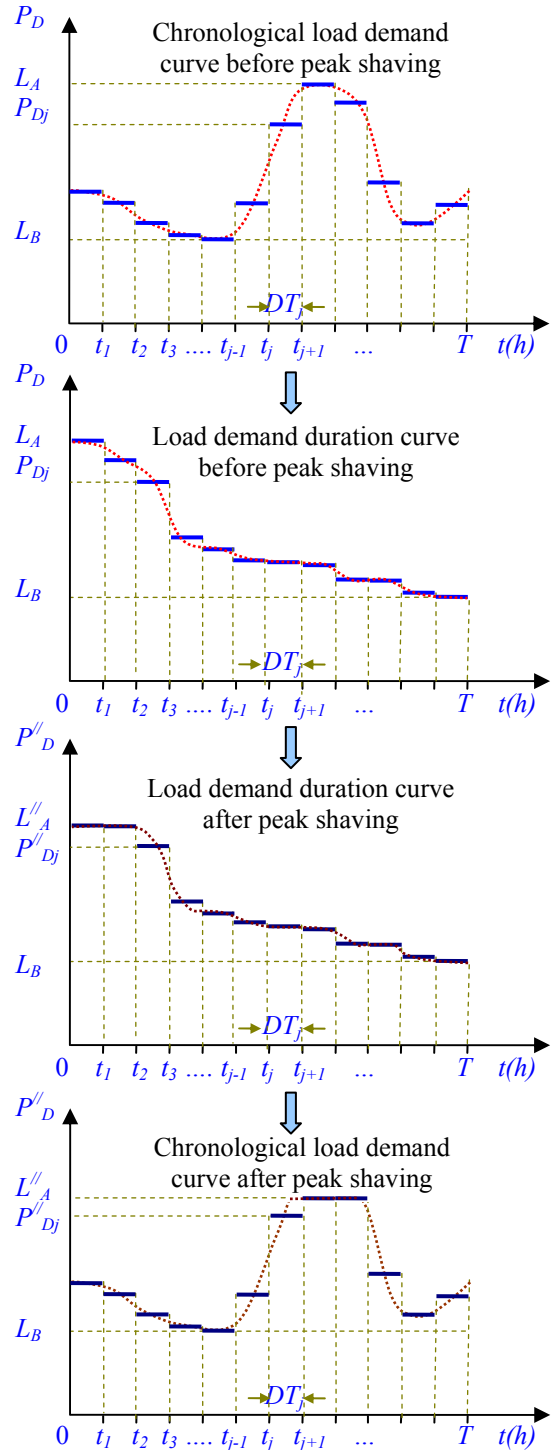 P_D
Chronological load demand
curve before peak shaving
L_A
P_Dj
L_B
DT_j
0 t_1 t_2 t_3 .... t_j-1 t_j t_j+1 ... T t(h)
P_D
Load demand duration curve
before peak shaving
L_A
P_Dj
L_B
DT_j
0 t_1 t_2 t_3 .... t_j-1 t_j t_j+1 ... T t(h)
P^//_D
Load demand duration curve
after peak shaving
L^//_A
P^//_Dj
L_B
DT_j
0 t_1 t_2 t_3 .... t_j-1 t_j t_j+1 ... T t(h)
P^//_D
Chronological load demand
curve after peak shaving
L^//_A
P^//_Dj
L_B
DT_j
0 t_1 t_2 t_3 .... t_j-1 t_j t_j+1 ... T t(h)